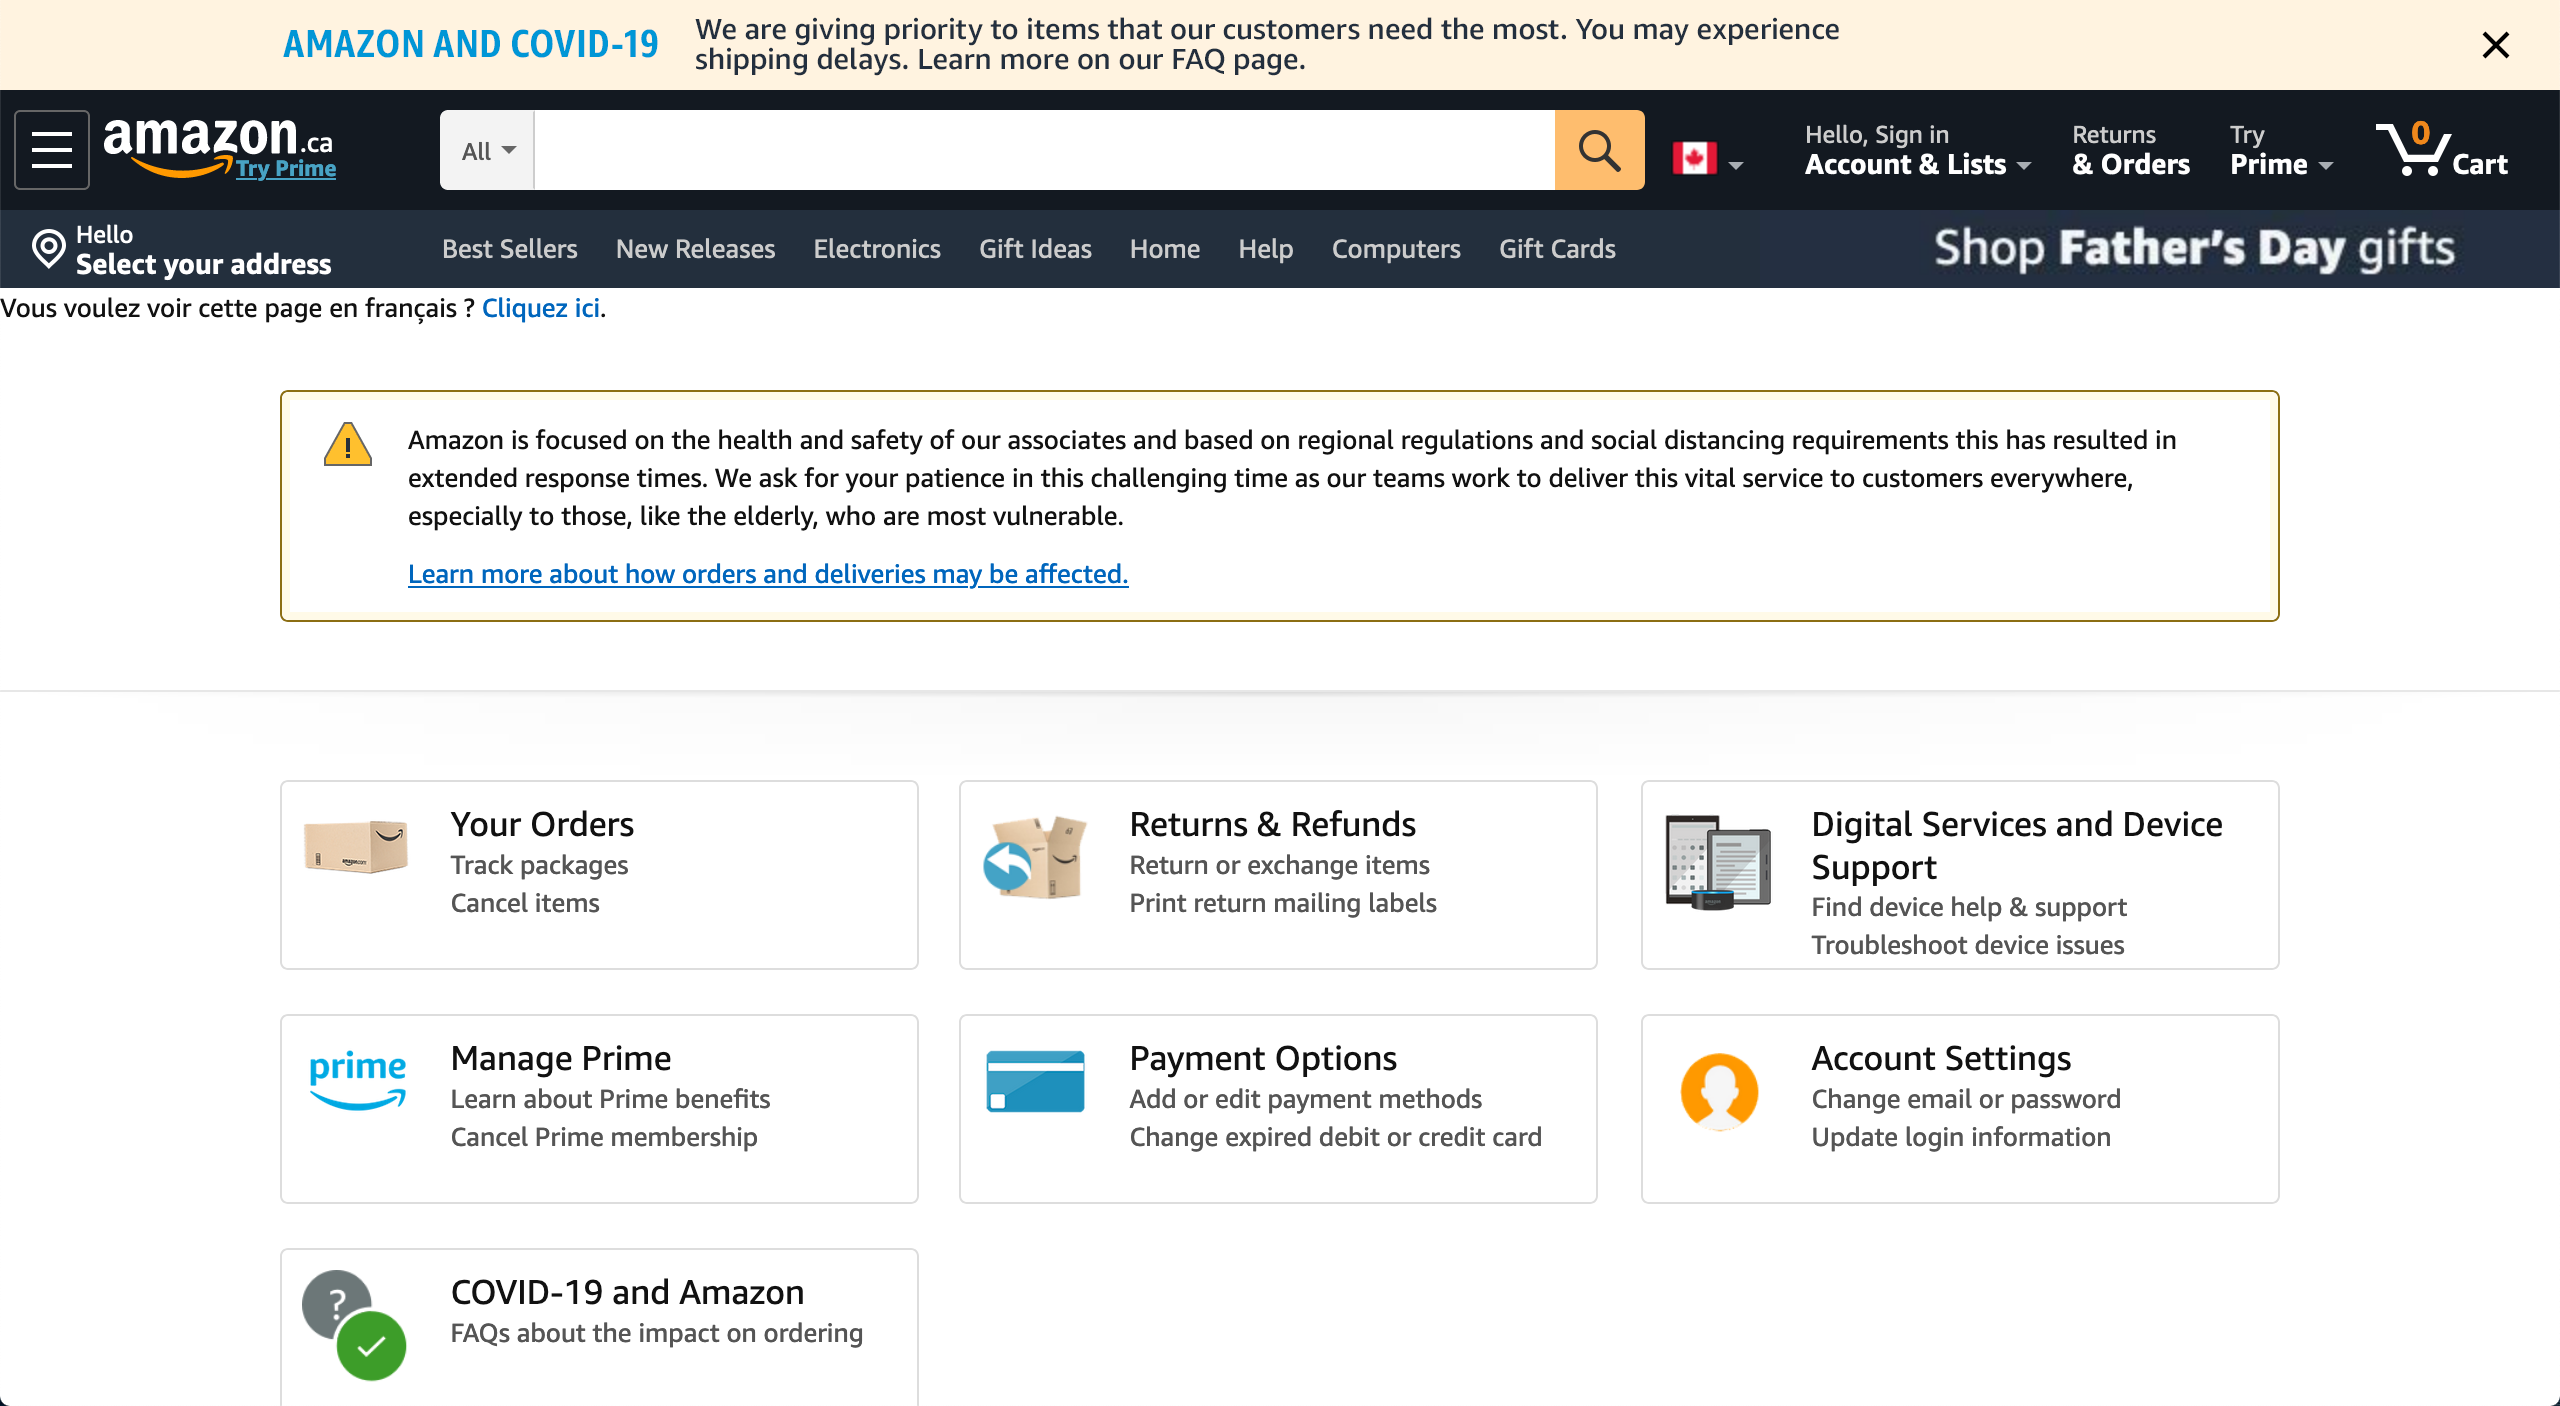 AMAZON AND COVID-19
We are giving priority to items that our customers need the most. You may experience
shipping delays. Learn more on our FAQ page.
amazon.ca
Try Prime
All
Hello, Sign in
Account & Lists
Returns
& Orders
Try
Prime
0
Cart
Hello
Select your address
Best Sellers
New Releases
Electronics
Gift Ideas
Home
Help
Computers
Gift Cards
Shop Father's Day gifts
Vous voulez voir cette page en français ? Cliquez ici.
Amazon is focused on the health and safety of our associates and based on regional regulations and social distancing requirements this has resulted in
extended response times. We ask for your patience in this challenging time as our teams work to deliver this vital service to customers everywhere,
especially to those, like the elderly, who are most vulnerable.
Learn more about how orders and deliveries may be affected.
amazon.com
Your Orders
Track packages
Cancel items
Returns & Refunds
Return or exchange items
Print return mailing labels
Digital Services and Device
Support
Find device help & support
Troubleshoot device issues
prime
Manage Prime
Learn about Prime benefits
Cancel Prime membership
Payment Options
Add or edit payment methods
Change expired debit or credit card
Account Settings
Change email or password
Update login information
?
COVID-19 and Amazon
FAQs about the impact on ordering